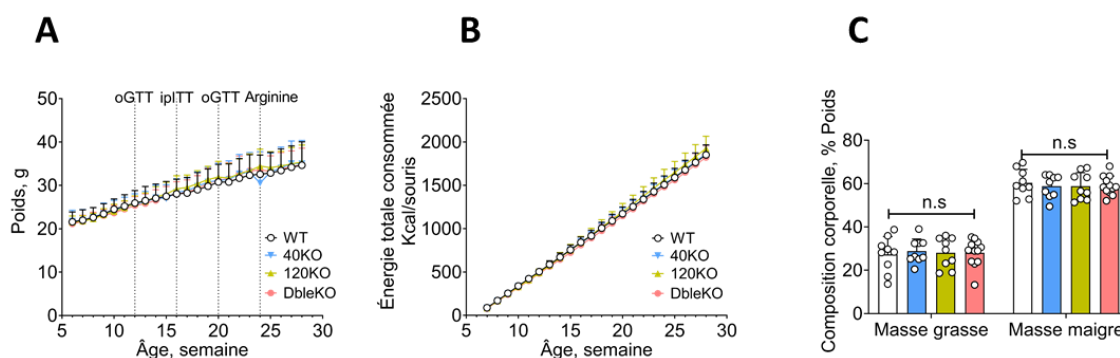 A
B
C
oGTT ipITT oGTT Arginine
Poids, g
50
40
30
20
10
0
5 10 15 20 25 30
Âge, semaine
WT
40KO
120KO
DbleKO
Énergie totale consommée
Kcal/souris
2500
2000
1500
1000
500
0
5 10 15 20 25 30
Âge, semaine
WT
40KO
120KO
DbleKO
Composition corporelle, % Poids
80
60
40
20
0
n.s
n.s
Masse grasse Masse maigre